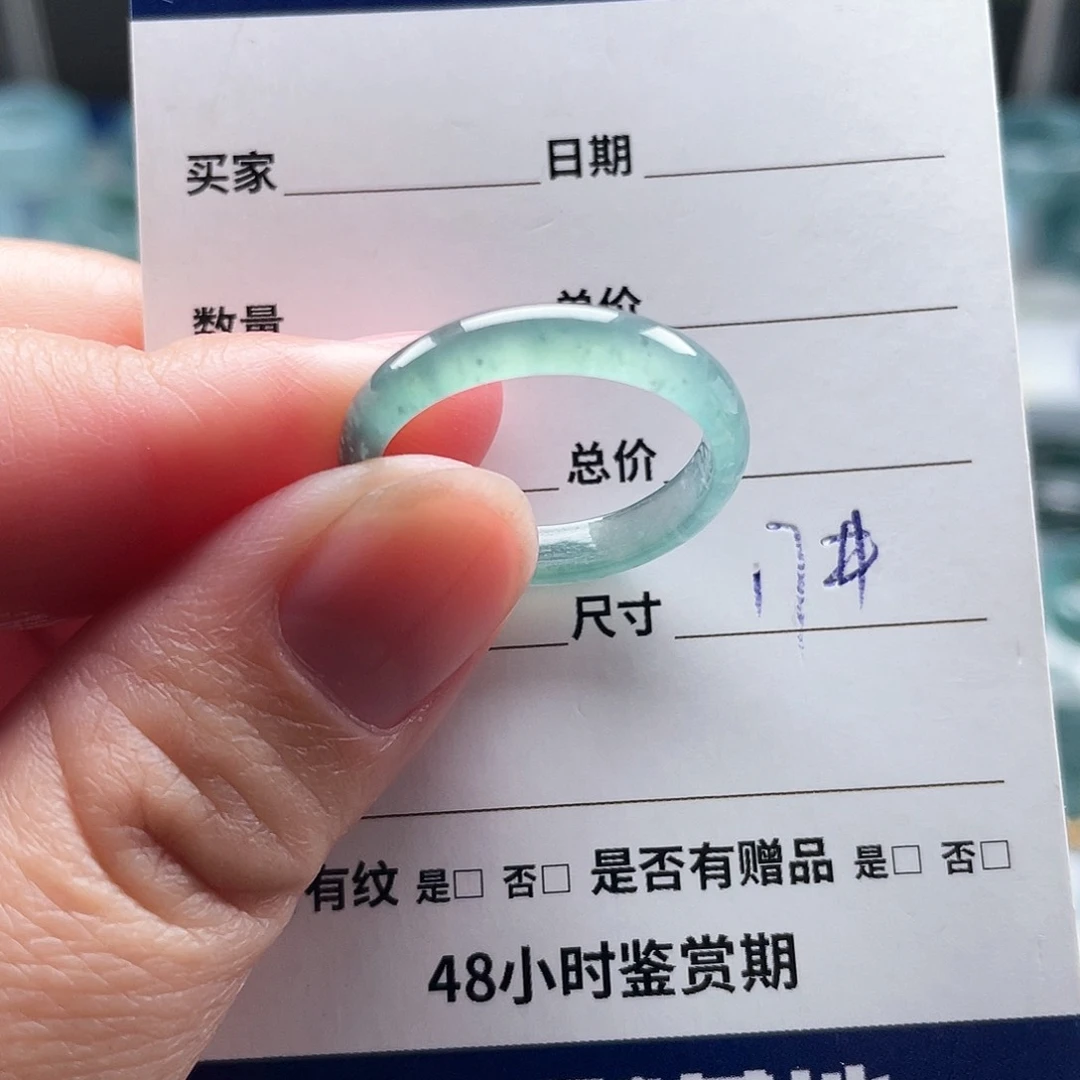 买家 日期
数量 总价
总价
17#
尺寸
有纹 是□ 否□ 是否有赠品 是□ 否□
48小时鉴赏期